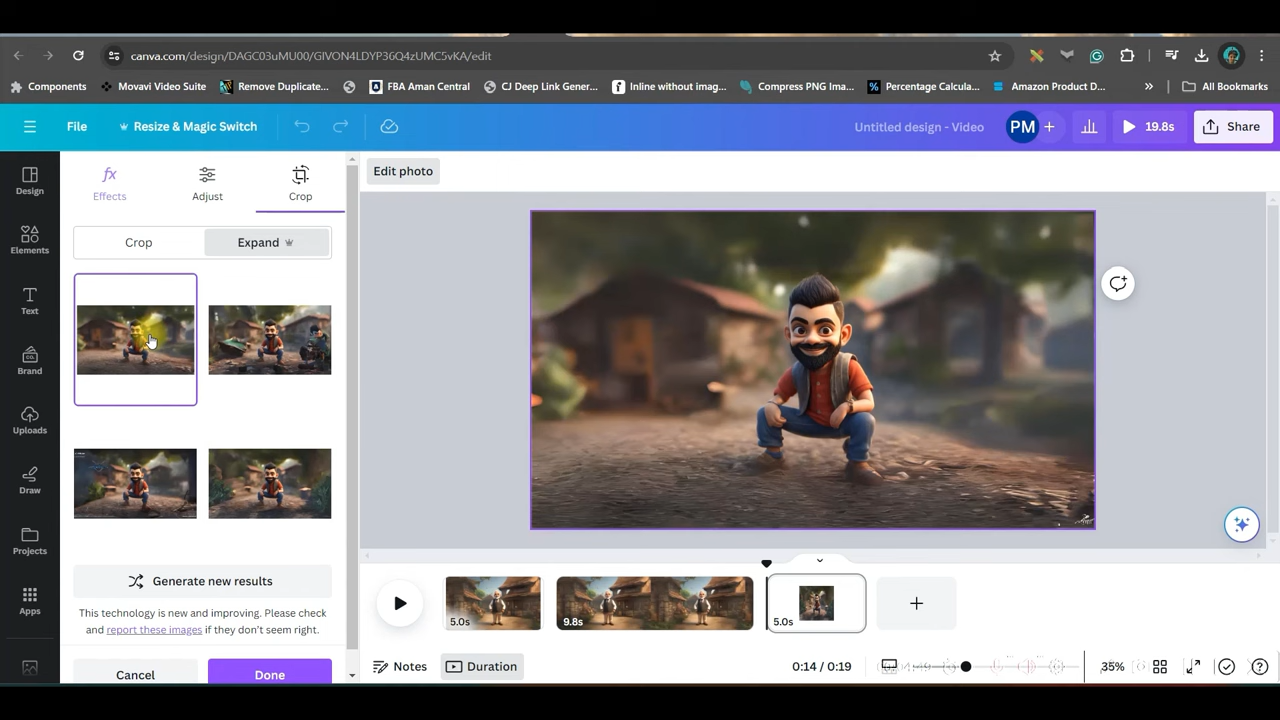 canva.com/design/DAGC03uMU00/GIVON4LDYP36Q4zUMC5vKA/edit
Components
Movavi Video Suite
Remove Duplicate...
FBA Aman Central
CJ Deep Link Gener...
Inline without imag...
Compress PNG Ima...
Percentage Calcula...
Amazon Product D...
»
All Bookmarks
File
Resize & Magic Switch
Untitled design - Video
PM
19.8s
Share
Design
Elements
Text
Brand
Uploads
Draw
Projects
Apps
Effects
Adjust
Crop
Edit photo
Crop
Expand
Generate new results
This technology is new and improving. Please check
and report these images if they don't seem right.
Cancel
Done
5.0s
9.8s
5.0s
Notes
Duration
0:14 / 0:19
35%